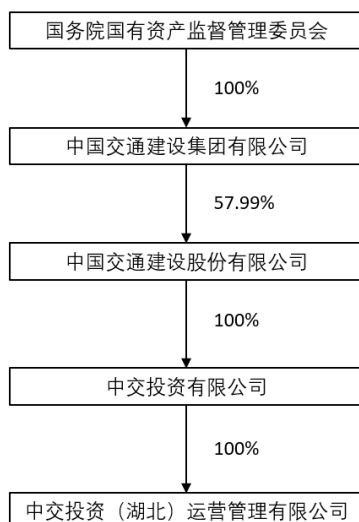 国务院国有资产监督管理委员会
100%
中国交通建设集团有限公司
57.99%
中国交通建设股份有限公司
100%
中交投资有限公司
100%
中交投资（湖北）运营管理有限公司